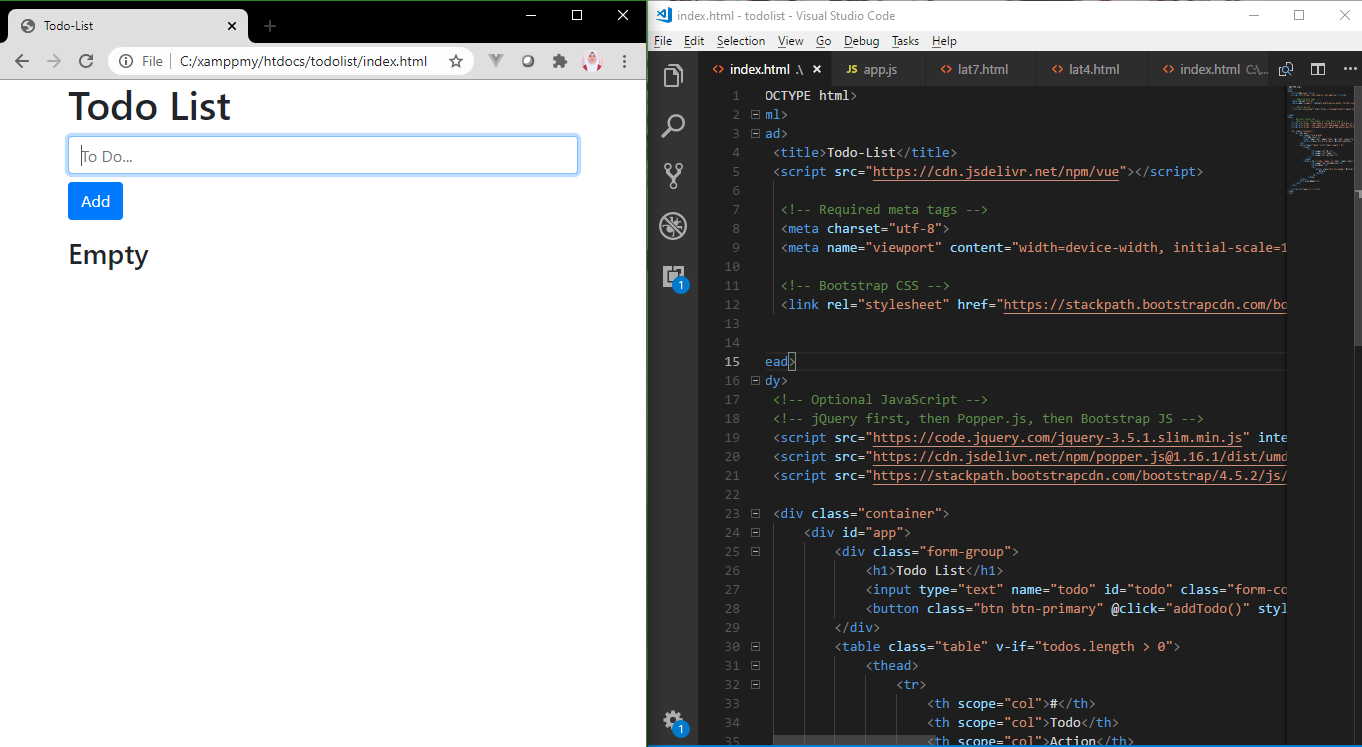 Todo-List
File C:/xamppmy/htdocs/todolist/index.html
Todo List
To Do...
Add
Empty
index.html - todolist - Visual Studio Code
File Edit Selection View Go Debug Tasks Help
index.html .\ JS app.js lat7.html lat4.html index.html C:\...
1 OCTYPE html>
2 ml>
3 ad>
4 <title>Todo-List</title>
5 <script src="https://cdn.jsdelivr.net/npm/vue"></script>
6
7 <!-- Required meta tags -->
8 <meta charset="utf-8">
9 <meta name="viewport" content="width=device-width, initial-scale=1
10
11 <!-- Bootstrap CSS -->
12 <link rel="stylesheet" href="https://stackpath.bootstrapcdn.com/bo
13
14
15 ead>
16 dy>
17 <!-- Optional JavaScript -->
18 <!-- jQuery first, then Popper.js, then Bootstrap JS -->
19 <script src="https://code.jquery.com/jquery-3.5.1.slim.min.js" inte
20 <script src="https://cdn.jsdelivr.net/npm/popper.js@1.16.1/dist/umd
21 <script src="https://stackpath.bootstrapcdn.com/bootstrap/4.5.2/js/
22
23 <div class="container">
24 <div id="app">
25 <div class="form-group">
26 <h1>Todo List</h1>
27 <input type="text" name="todo" id="todo" class="form-co
28 <button class="btn btn-primary" @click="addTodo()" styl
29 </div>
30 <table class="table" v-if="todos.length > 0">
31 <thead>
32 <tr>
33 <th scope="col">#</th>
34 <th scope="col">Todo</th>
35 <th scope="col">Action</th>
1
1